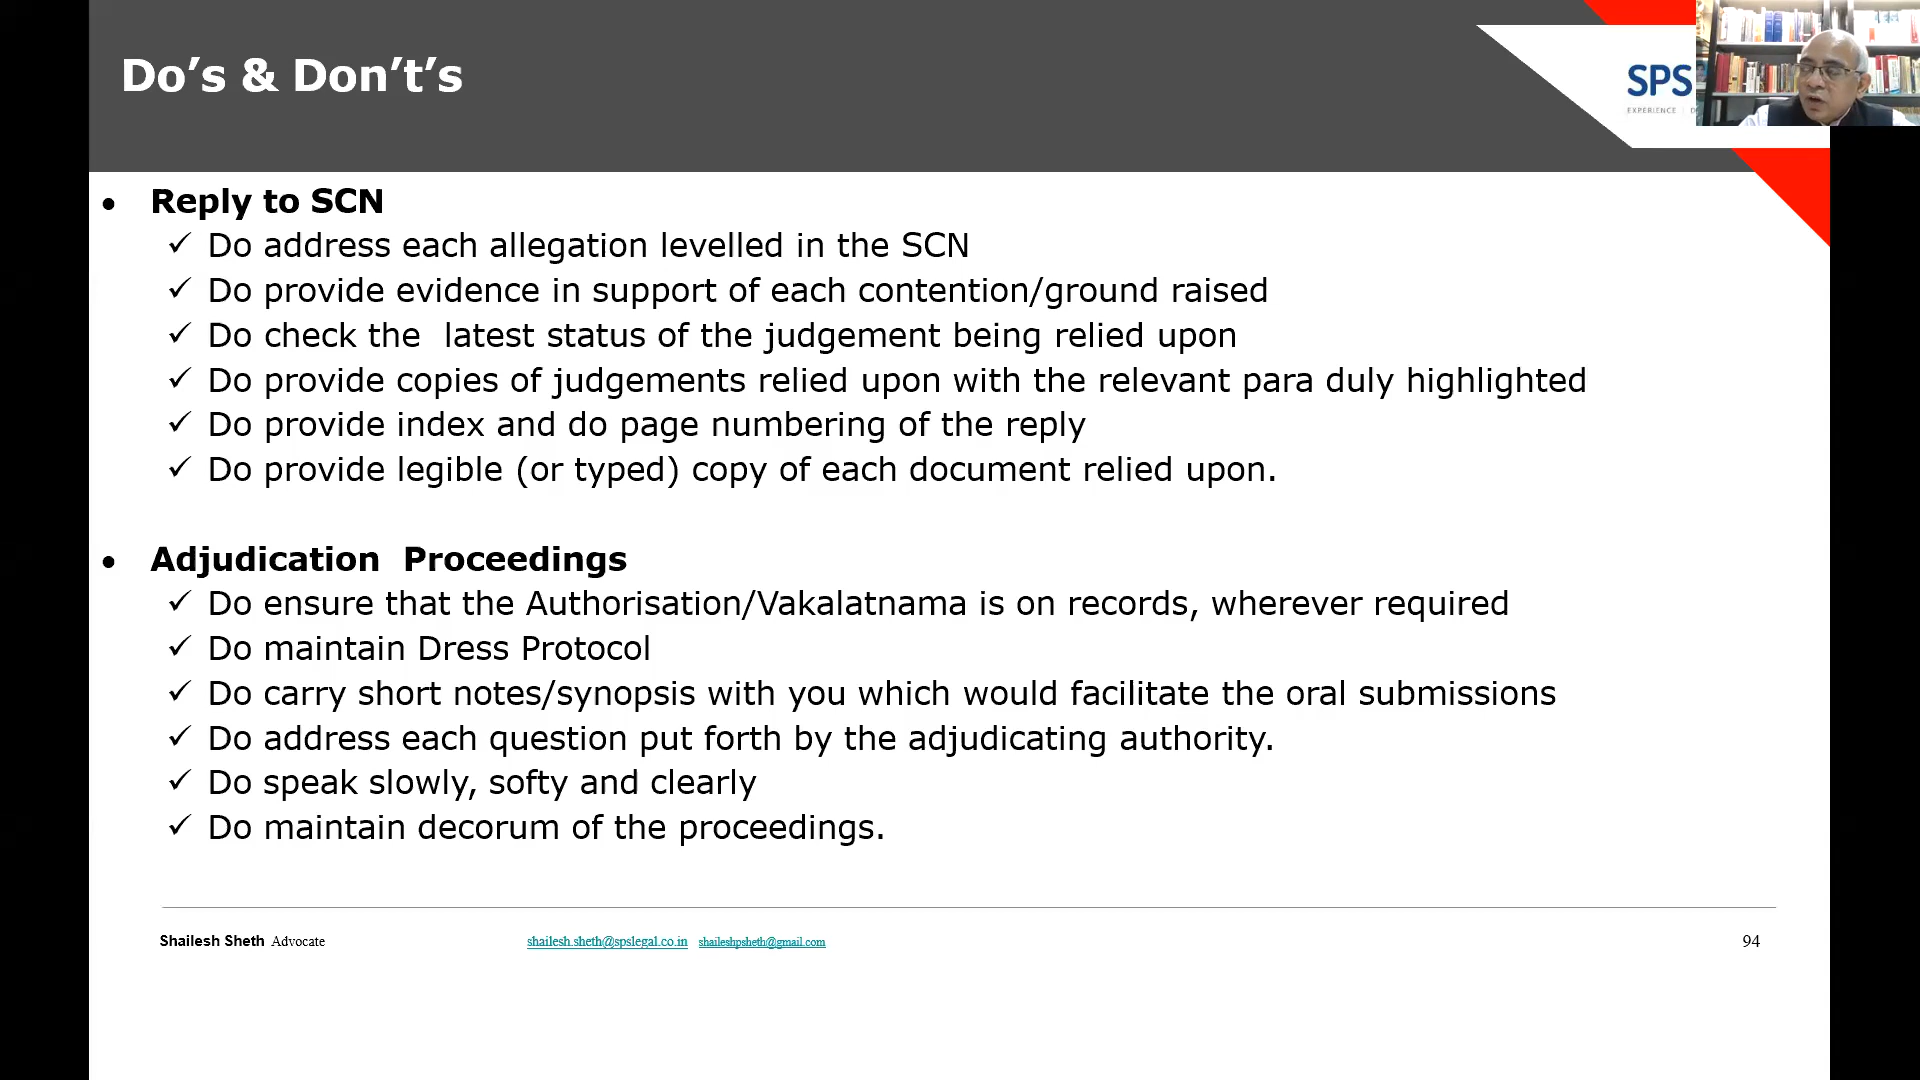 Do’s & Don’t’s
SPS
EXPERIENCE
• Reply to SCN
✓ Do address each allegation levelled in the SCN
✓ Do provide evidence in support of each contention/ground raised
✓ Do check the  latest status of the judgement being relied upon
✓ Do provide copies of judgements relied upon with the relevant para duly highlighted
✓ Do provide index and do page numbering of the reply
✓ Do provide legible (or typed) copy of each document relied upon.
• Adjudication  Proceedings
✓ Do ensure that the Authorisation/Vakalatnama is on records, wherever required
✓ Do maintain Dress Protocol
✓ Do carry short notes/synopsis with you which would facilitate the oral submissions
✓ Do address each question put forth by the adjudicating authority.
✓ Do speak slowly, softy and clearly
✓ Do maintain decorum of the proceedings.
Shailesh Sheth Advocate shailesh.sheth@spslegal.co.in shaileshpsheth@gmail.com 94